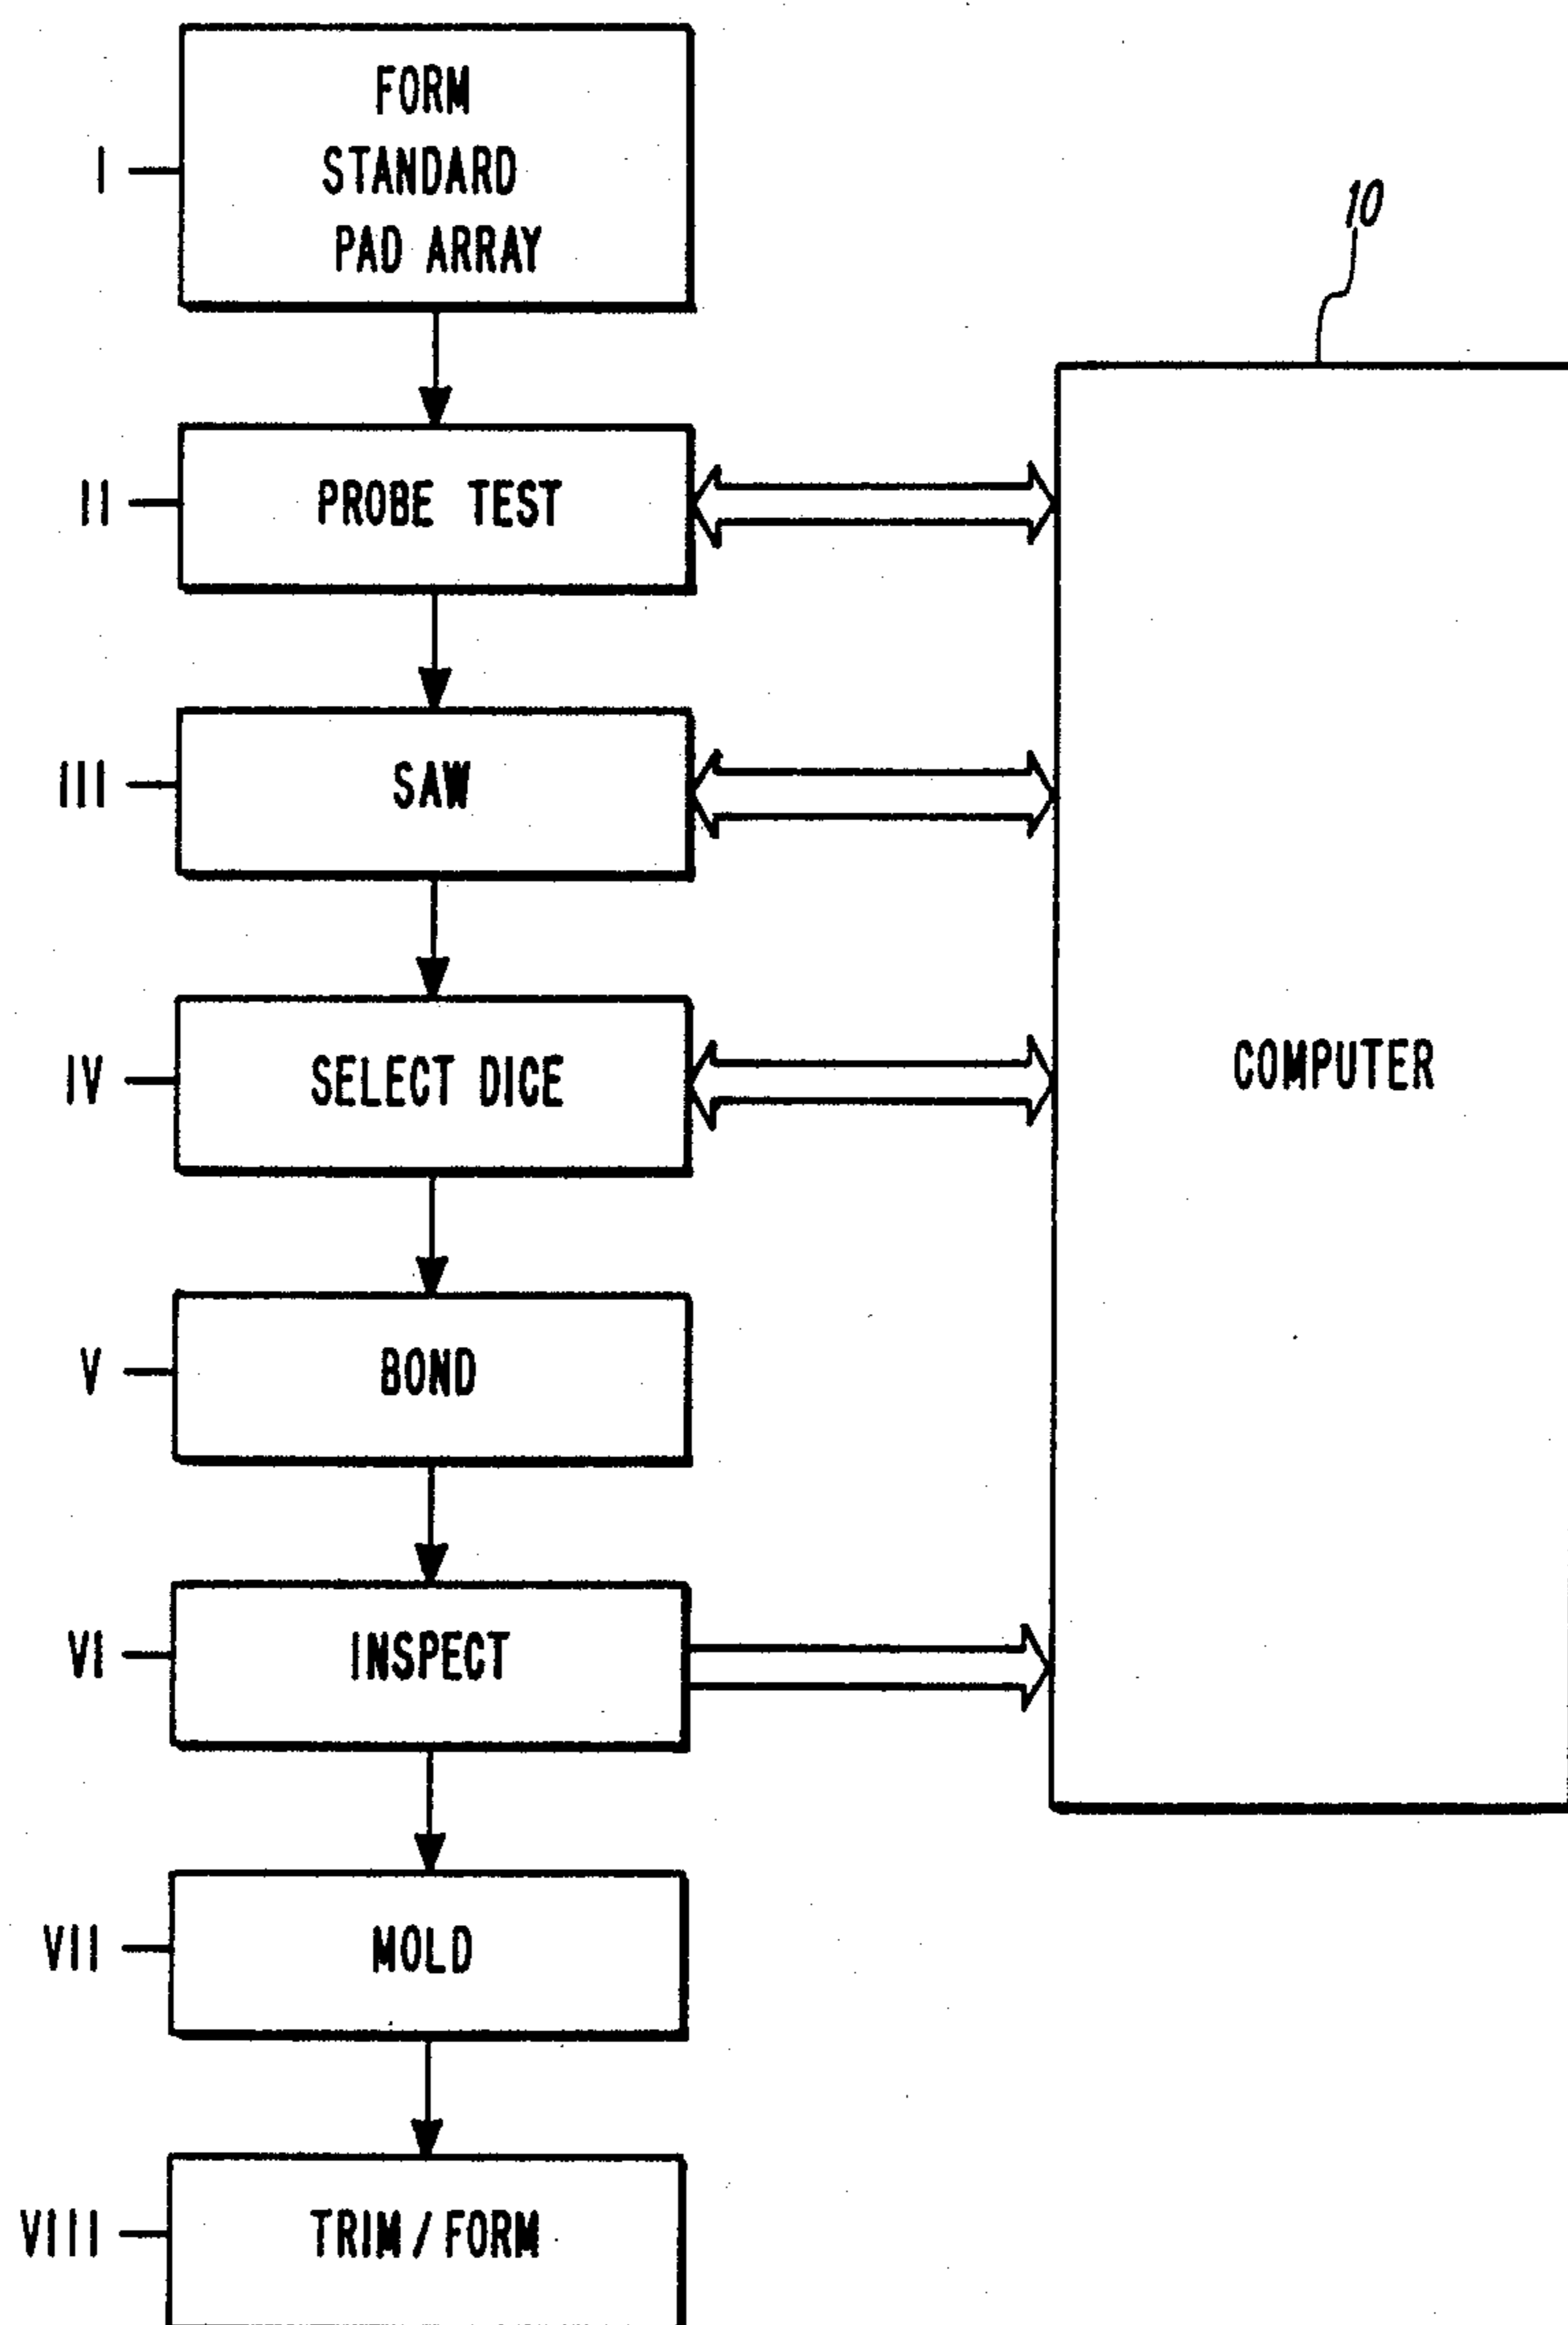 I
FORM
STANDARD
PAD ARRAY
10
II
PROBE TEST
III
SAW
IV
SELECT DICE
COMPUTER
V
BOND
VI
INSPECT
VII
MOLD
VIII
TRIM/FORM